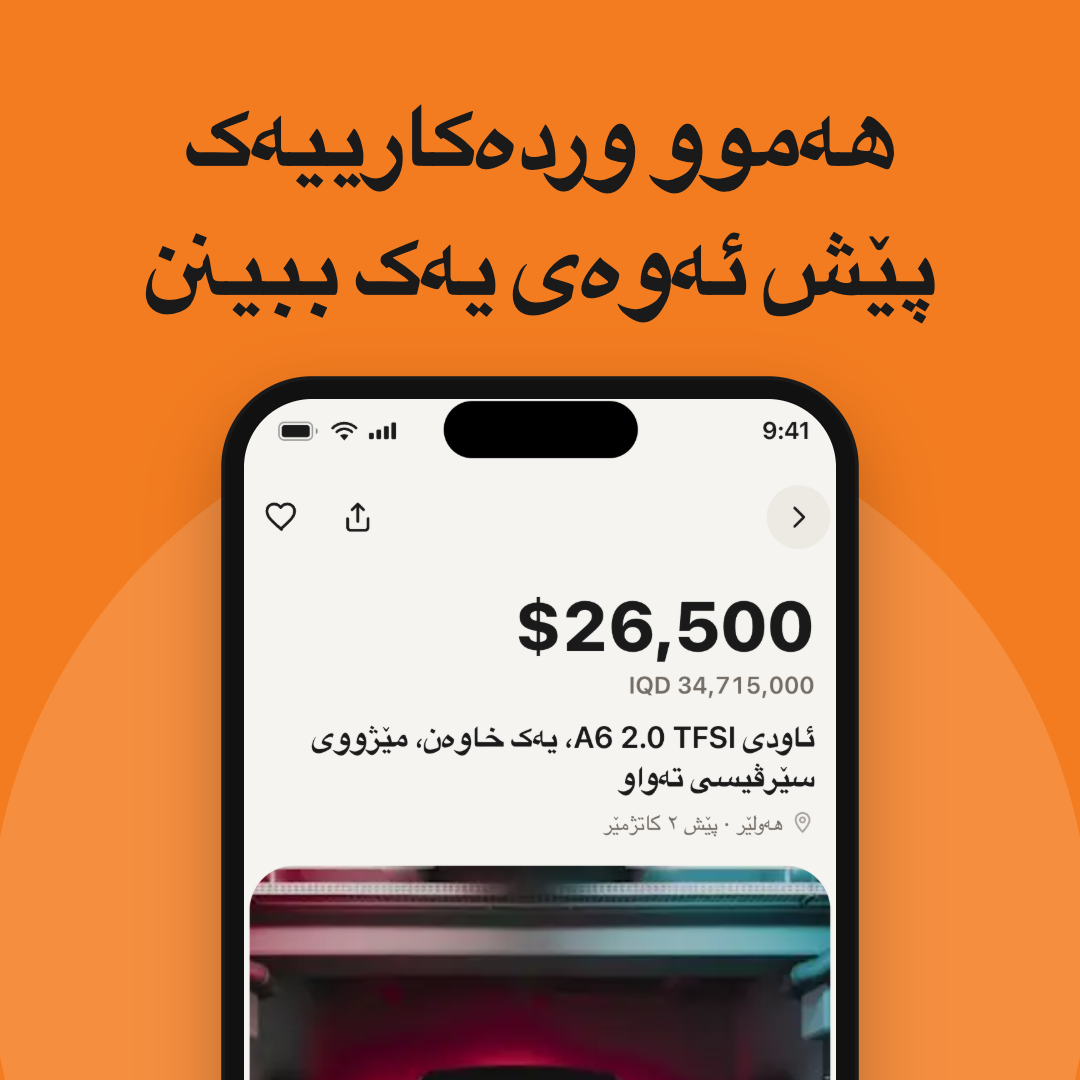 هەموو وردەکارییەک
پێش ئەوەی یەک ببینن
9:41
$26,500
IQD 34,715,000
ئاودی A6 2.0 TFSI، یەک خاوەن، مێژووی
سێرڤیسی تەواو
هەولێر · پێش ٢ کاتژمێر